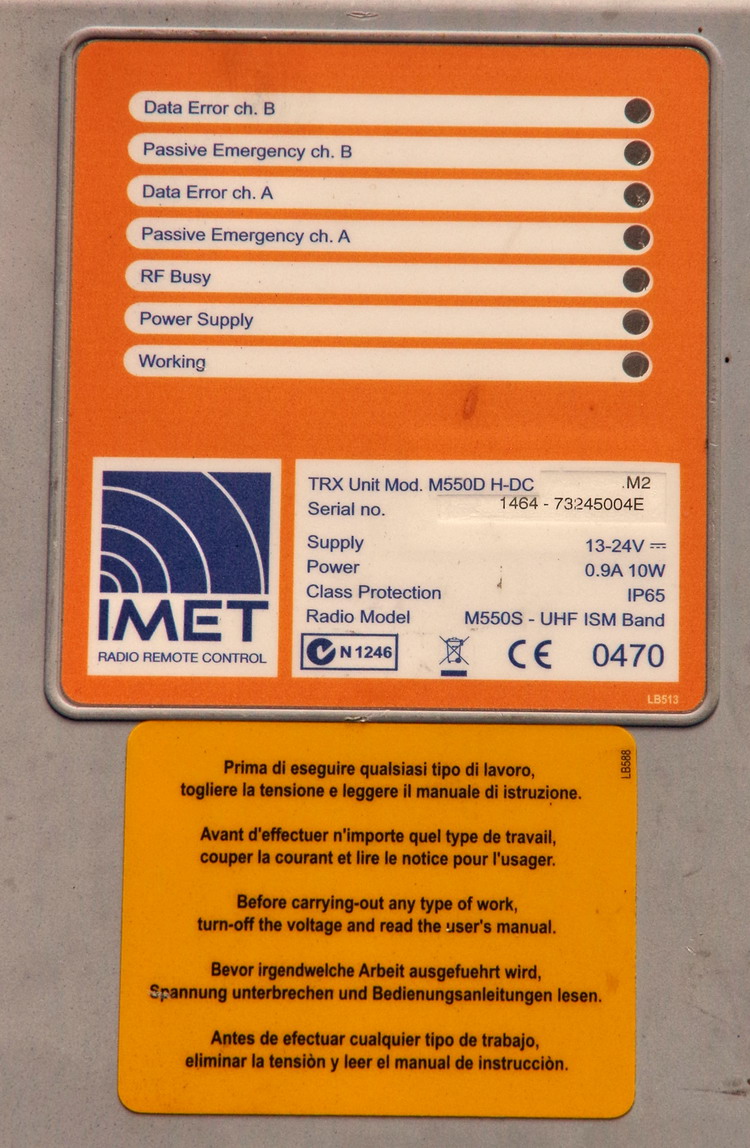 Data Error ch. B
Passive Emergency ch. B
Data Error ch. A
Passive Emergency ch. A
RF Busy
Power Supply
Working
IMET
RADIO REMOTE CONTROL
TRX Unit Mod. M550D H-DC .M2
Serial no. 1464 - 73245004E
Supply 13-24V
Power 0.9A 10W
Class Protection IP65
Radio Model M550S - UHF ISM Band
N 1246 CE 0470
LB513
LB588
Prima di eseguire qualsiasi tipo di lavoro,
togliere la tensione e leggere il manuale di istruzione.
Avant d'effectuer n'importe quel type de travail,
couper la courant et lire le notice pour l'usager.
Before carrying-out any type of work,
turn-off the voltage and read the user's manual.
Bevor irgendwelche Arbeit ausgefuehrt wird,
Spannung unterbrechen und Bedienungsanleitungen lesen.
Antes de efectuar cualquier tipo de trabajo,
eliminar la tensiòn y leer el manual de instrucciòn.